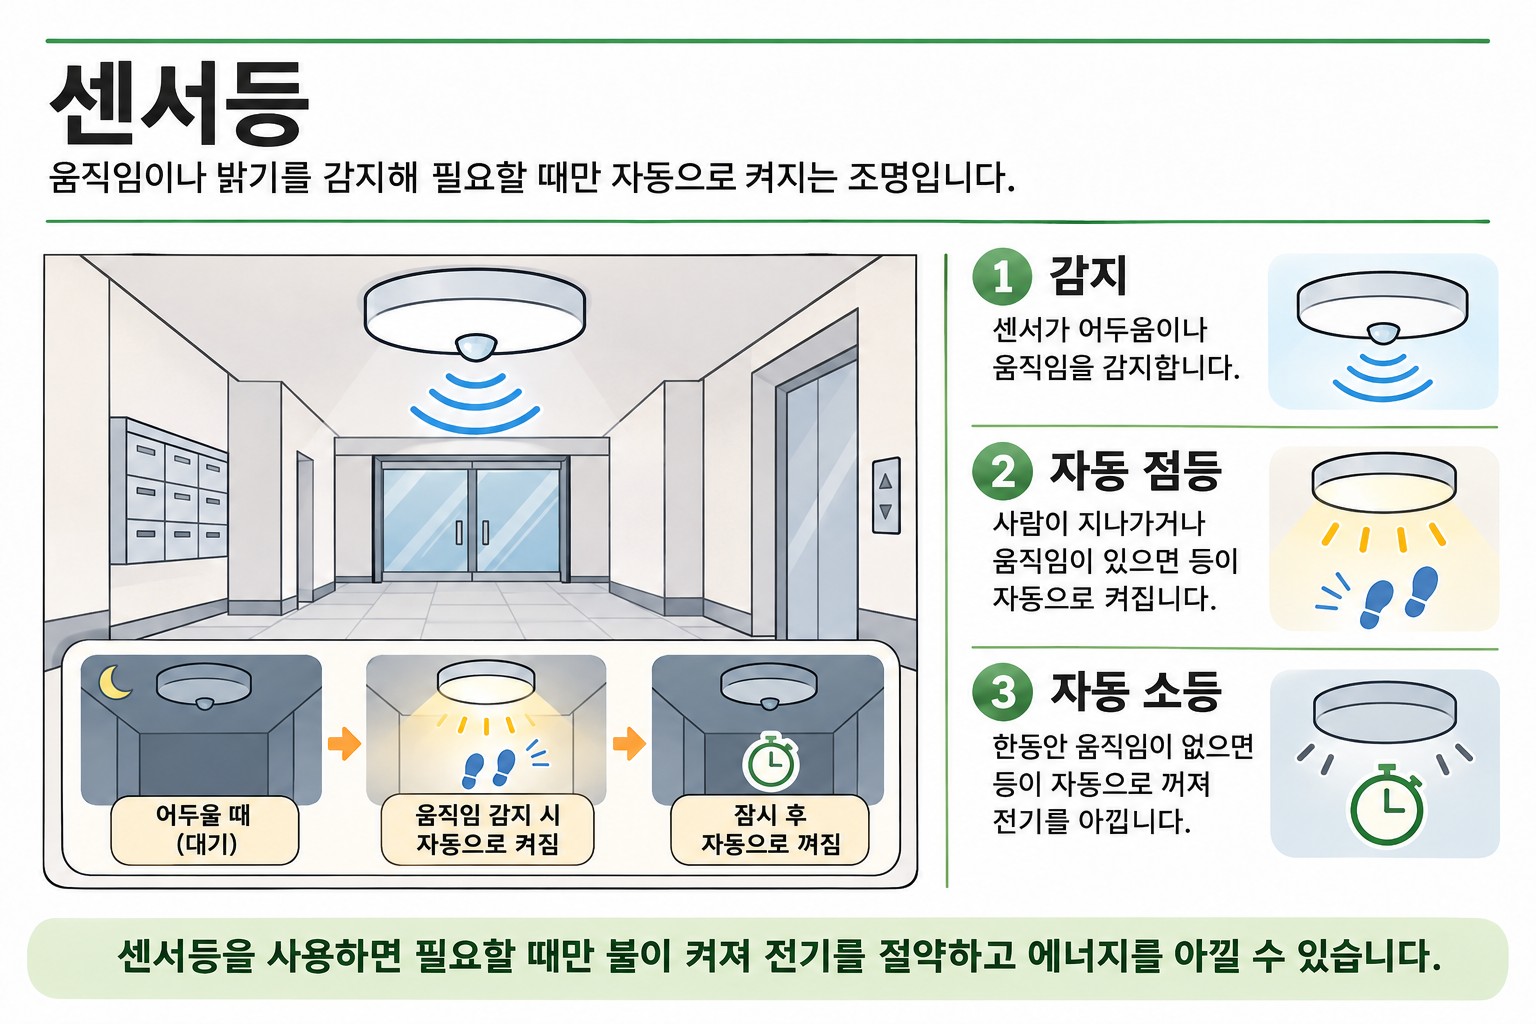 센서등
움직임이나 밝기를 감지해 필요할 때만 자동으로 켜지는 조명입니다.
어두울 때
(대기)
움직임 감지 시
자동으로 켜짐
잠시 후
자동으로 꺼짐
1 감지
센서가 어두움이나
움직임을 감지합니다.
2 자동 점등
사람이 지나가거나
움직임이 있으면 등이
자동으로 켜집니다.
3 자동 소등
한동안 움직임이 없으면
등이 자동으로 꺼져
전기를 아낍니다.
센서등을 사용하면 필요할 때만 불이 켜져 전기를 절약하고 에너지를 아낄 수 있습니다.